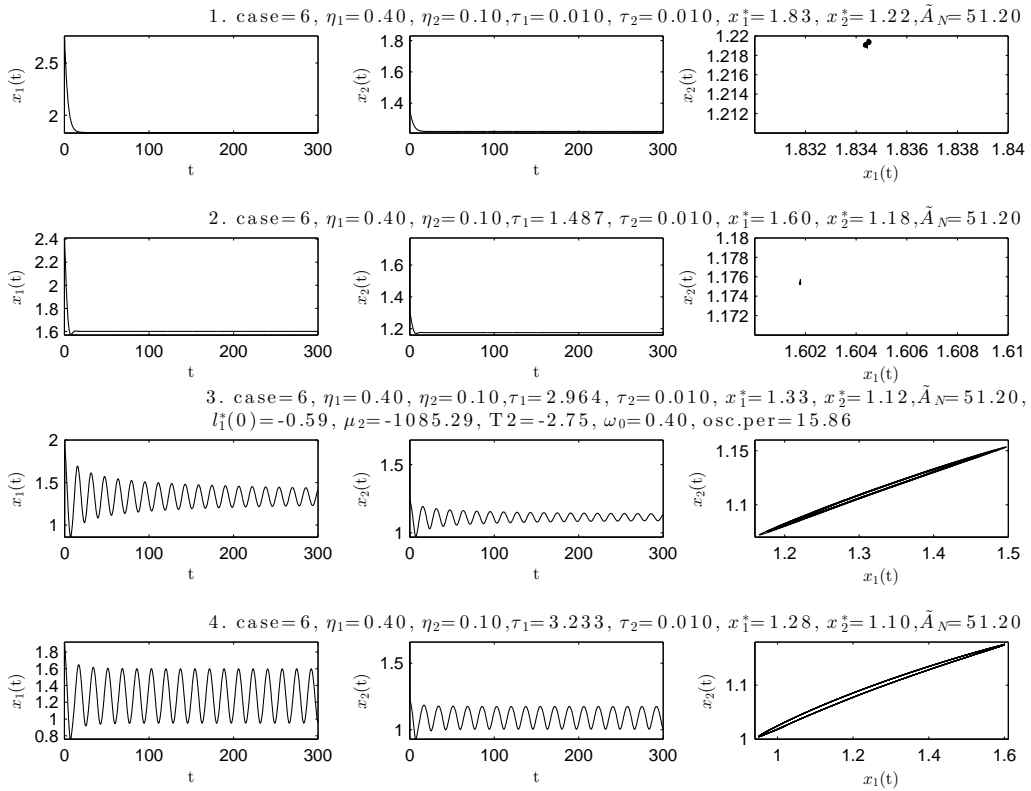 1. case=6, η₁=0.40, η₂=0.10,τ₁=0.010, τ₂=0.010, x₁*=1.83, x₂*=1.22,Ã_N=51.20
x₁(t)
2.5
2
0 100 200 300
t
x₂(t)
1.8
1.6
1.4
0 100 200 300
t
1.22
1.218
1.216
1.214
1.212
1.832 1.834 1.836 1.838 1.84
x₁(t)
2. case=6, η₁=0.40, η₂=0.10,τ₁=1.487, τ₂=0.010, x₁*=1.60, x₂*=1.18,Ã_N=51.20
x₁(t)
2.4
2.2
2
1.8
1.6
0 100 200 300
t
x₂(t)
1.6
1.4
1.2
0 100 200 300
t
x₂(t)
1.18
1.178
1.176
1.174
1.172
1.602 1.604 1.606 1.608 1.61
x₁(t)
3. case=6, η₁=0.40, η₂=0.10,τ₁=2.964, τ₂=0.010, x₁*=1.33, x₂*=1.12,Ã_N=51.20,
l₁*(0)=-0.59, μ₂=-1085.29, T2=-2.75, ω₀=0.40, osc.per=15.86
x₁(t)
2
1.5
1
0 100 200 300
t
x₂(t)
1.5
1
0 100 200 300
t
x₂(t)
1.15
1.1
1.2 1.3 1.4 1.5
x₁(t)
4. case=6, η₁=0.40, η₂=0.10,τ₁=3.233, τ₂=0.010, x₁*=1.28, x₂*=1.10,Ã_N=51.20
x₁(t)
1.8
1.6
1.4
1.2
1
0.8
0 100 200 300
t
x₂(t)
1.5
1
0 100 200 300
t
x₂(t)
1.1
1
1 1.2 1.4 1.6
x₁(t)